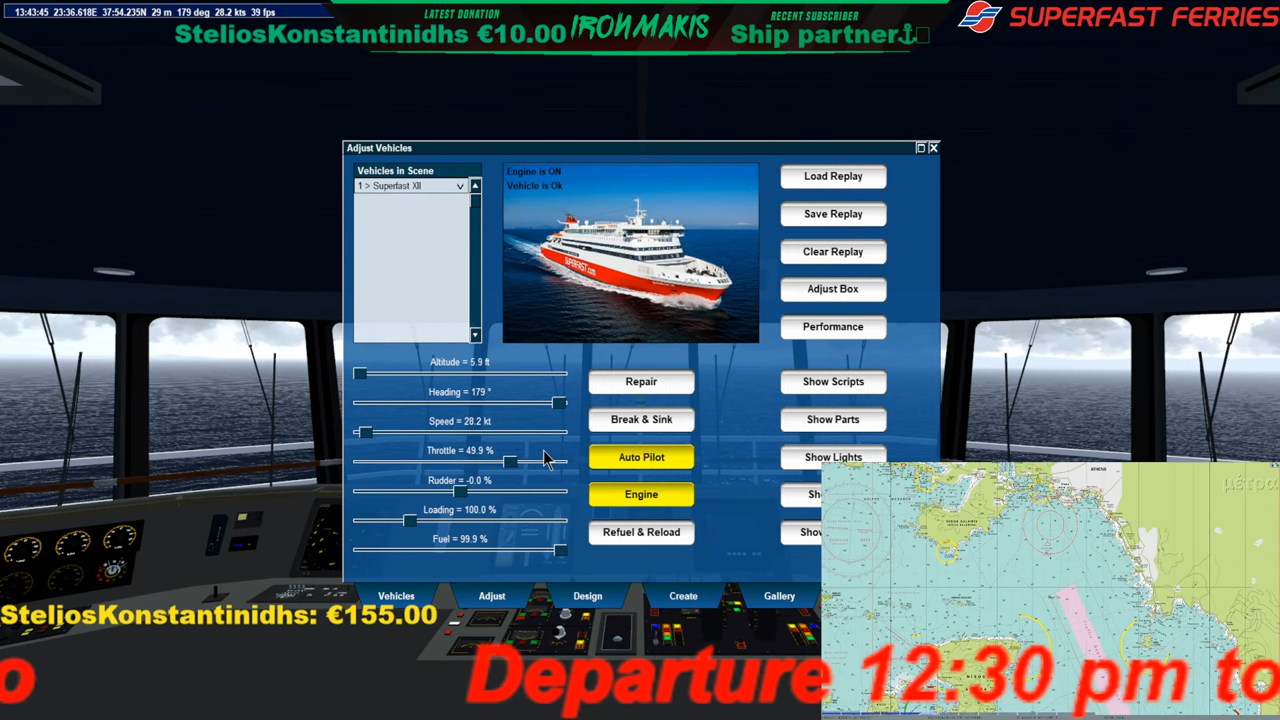 13:43:45 23:36.618E 37:54.235N 29 m 179 deg 28.2 kts 39 fps
LATEST DONATION
SteliosKonstantinidhs €10.00
IRONMAKIS
RECENT SUBSCRIBER
Ship partner
SUPERFAST FERRIES
Adjust Vehicles
Vehicles in Scene
1 > Superfast XII
Engine is ON
Vehicle is Ok
SUPERFAST.com
Load Replay
Save Replay
Clear Replay
Adjust Box
Performance
Altitude = 5.9 ft
Heading = 179 °
Speed = 28.2 kt
Throttle = 49.9 %
Rudder = -0.0 %
Loading = 100.0 %
Fuel = 99.9 %
Repair
Break & Sink
Auto Pilot
Engine
Refuel & Reload
Show Scripts
Show Parts
Show Lights
Vehicles
Adjust
Design
Create
Gallery
ATHENS
μέτρα
SteliosKonstantinidhs: €155.00
o Departure 12:30 pm to